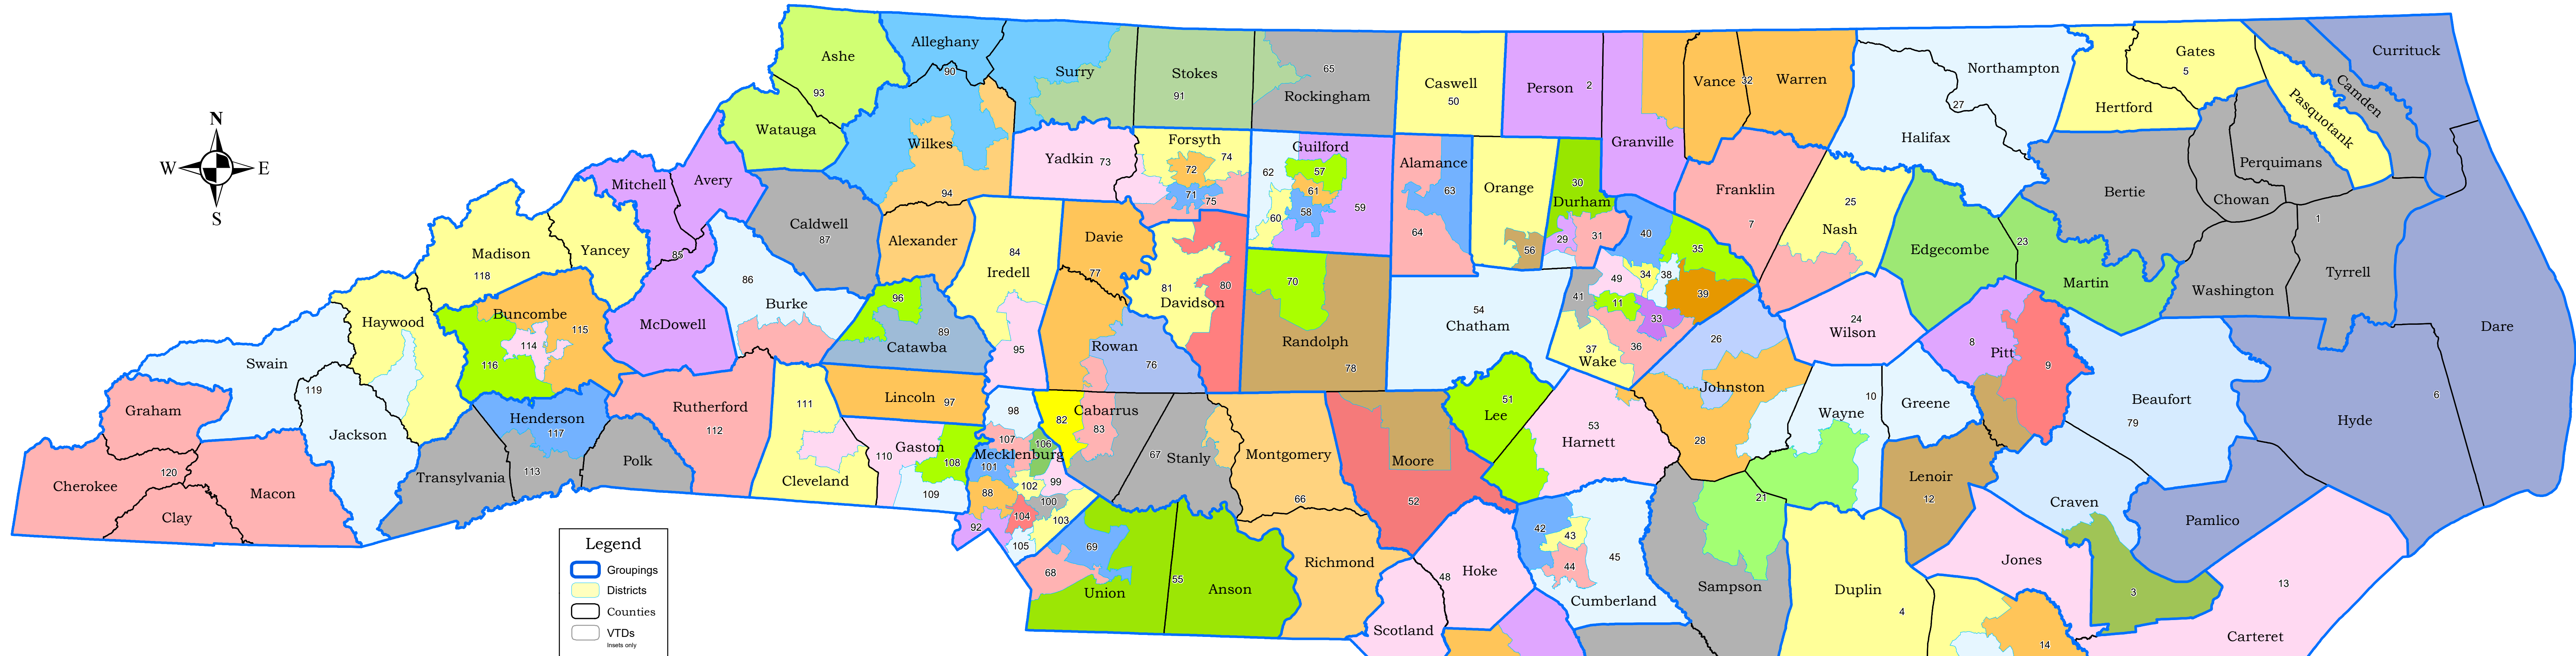 N
W
E
S
Ashe
93
Alleghany
90
Surry
Stokes
91
65
Rockingham
Caswell
50
Person 2
Granville
Vance 32 Warren
Northampton
27
Halifax
Gates
5
Hertford
Camden
Pasquotank
Currituck
Perquimans
Chowan
Bertie
1
Tyrrell
Washington
Dare
6
Hyde
Watauga
Wilkes
94
Yadkin 73
Forsyth
74
72
71
75
Guilford
62
57
61
58
60
59
Alamance
63
64
Orange
56
30
Durham
29
31
Franklin
7
25
Nash
Edgecombe
23
Martin
Mitchell
Avery
85
Caldwell
87
Alexander
84
Iredell
95
Davie
77
81
Davidson
80
70
Randolph
78
54
Chatham
40
35
49
34
38
41
11
39
33
37
Wake
36
26
Johnston
28
24
Wilson
8
Pitt
9
Beaufort
79
Madison
118
Yancey
Buncombe
115
114
116
Haywood
McDowell
86
Burke
96
89
Catawba
Rowan
76
Swain
119
Jackson
Graham
Henderson
117
Rutherford
112
111
Cleveland
Lincoln 97
98
82
Cabarrus
83
51
Lee
53
Harnett
10
Wayne
Greene
Lenoir
12
Craven
Pamlico
Gaston
110
108
109
107
106
Mecklenburg
101
102
99
88
100
104
103
92
105
67
Stanly
Montgomery
66
Moore
52
21
120
Cherokee
Clay
Macon
Transylvania
113
Polk
69
68
Union
55
Anson
Richmond
48
Hoke
Scotland
42
43
44
45
Cumberland
Sampson
Duplin
4
Jones
3
13
Carteret
14
Legend
Groupings
Districts
Counties
VTDs
Insets only